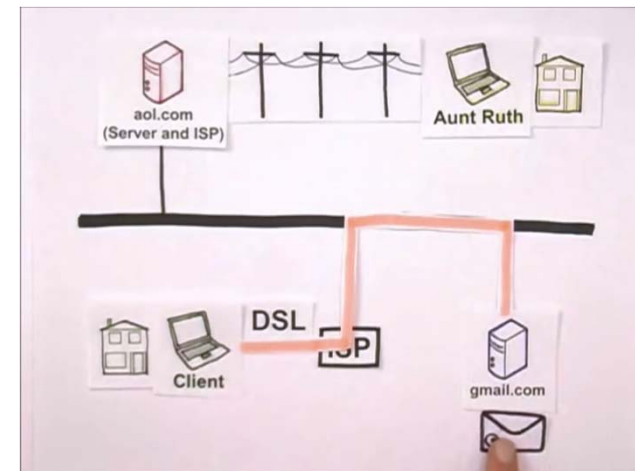 aol.com
(Server and ISP)
Aunt Ruth
DSL
ISP
Client
gmail.com